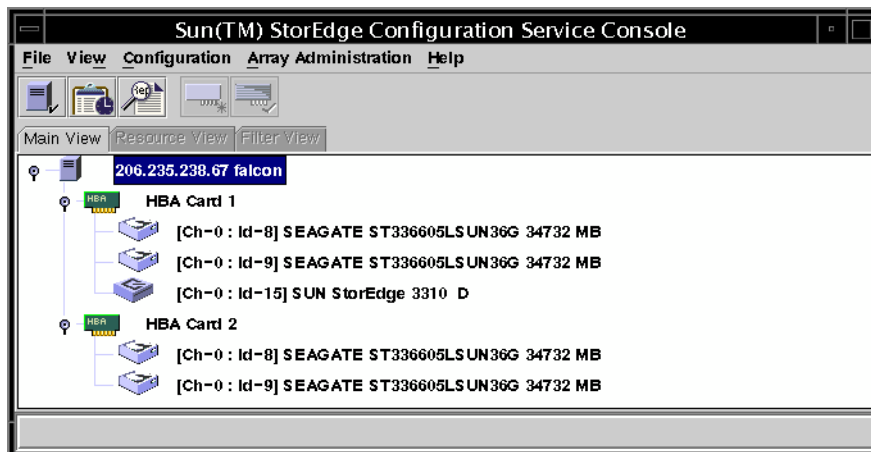 Sun(TM) StorEdge Configuration Service Console
File View Configuration Array Administration Help
Rep
Main View Resource View Filter View
206.235.238.67 falcon
HBA HBA Card 1
[Ch-0 : Id-8] SEAGATE ST336605LSUN36G 34732 MB
[Ch-0 : Id-9] SEAGATE ST336605LSUN36G 34732 MB
[Ch-0 : Id-15] SUN StorEdge 3310 D
HBA HBA Card 2
[Ch-0 : Id-8] SEAGATE ST336605LSUN36G 34732 MB
[Ch-0 : Id-9] SEAGATE ST336605LSUN36G 34732 MB